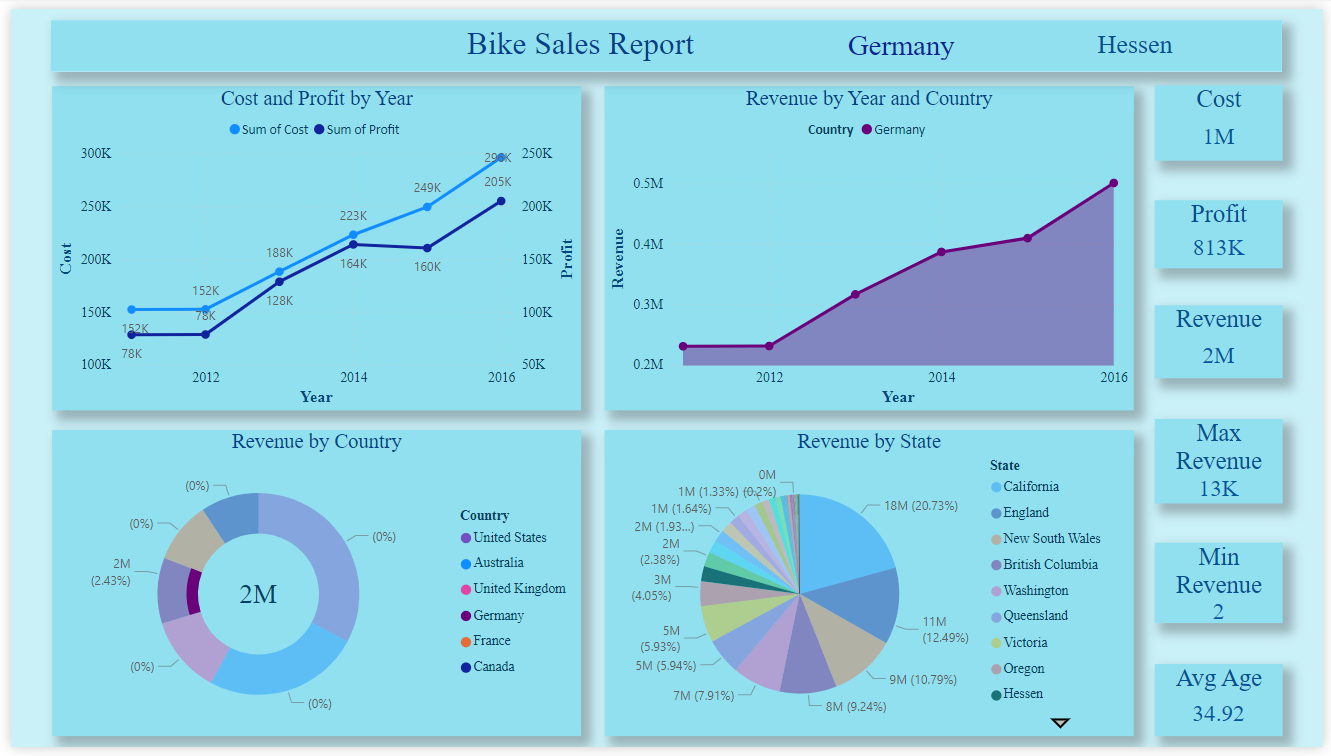 Bike Sales Report
Germany
Hessen
Cost and Profit by Year
Sum of Cost
Sum of Profit
300K
250K
200K
150K
100K
Cost
250K
200K
150K
100K
50K
Profit
152K
152K
188K
223K
249K
296K
78K
78K
128K
164K
160K
205K
2012
2014
2016
Year
Revenue by Year and Country
Country
Germany
0.5M
0.4M
0.3M
0.2M
Revenue
2012
2014
2016
Year
Cost
1M
Profit
813K
Revenue
2M
Max
Revenue
13K
Min
Revenue
2
Avg Age
34.92
Revenue by Country
(0%)
(0%)
(0%)
(0%)
(0%)
2M
(2.43%)
2M
Country
United States
Australia
United Kingdom
Germany
France
Canada
Revenue by State
0M
(0.2%)
1M (1.33%)
1M (1.64%)
2M (1.93...)
2M
(2.38%)
3M
(4.05%)
5M
(5.93%)
5M (5.94%)
7M (7.91%)
8M (9.24%)
9M (10.79%)
11M
(12.49%)
18M (20.73%)
State
California
England
New South Wales
British Columbia
Washington
Queensland
Victoria
Oregon
Hessen